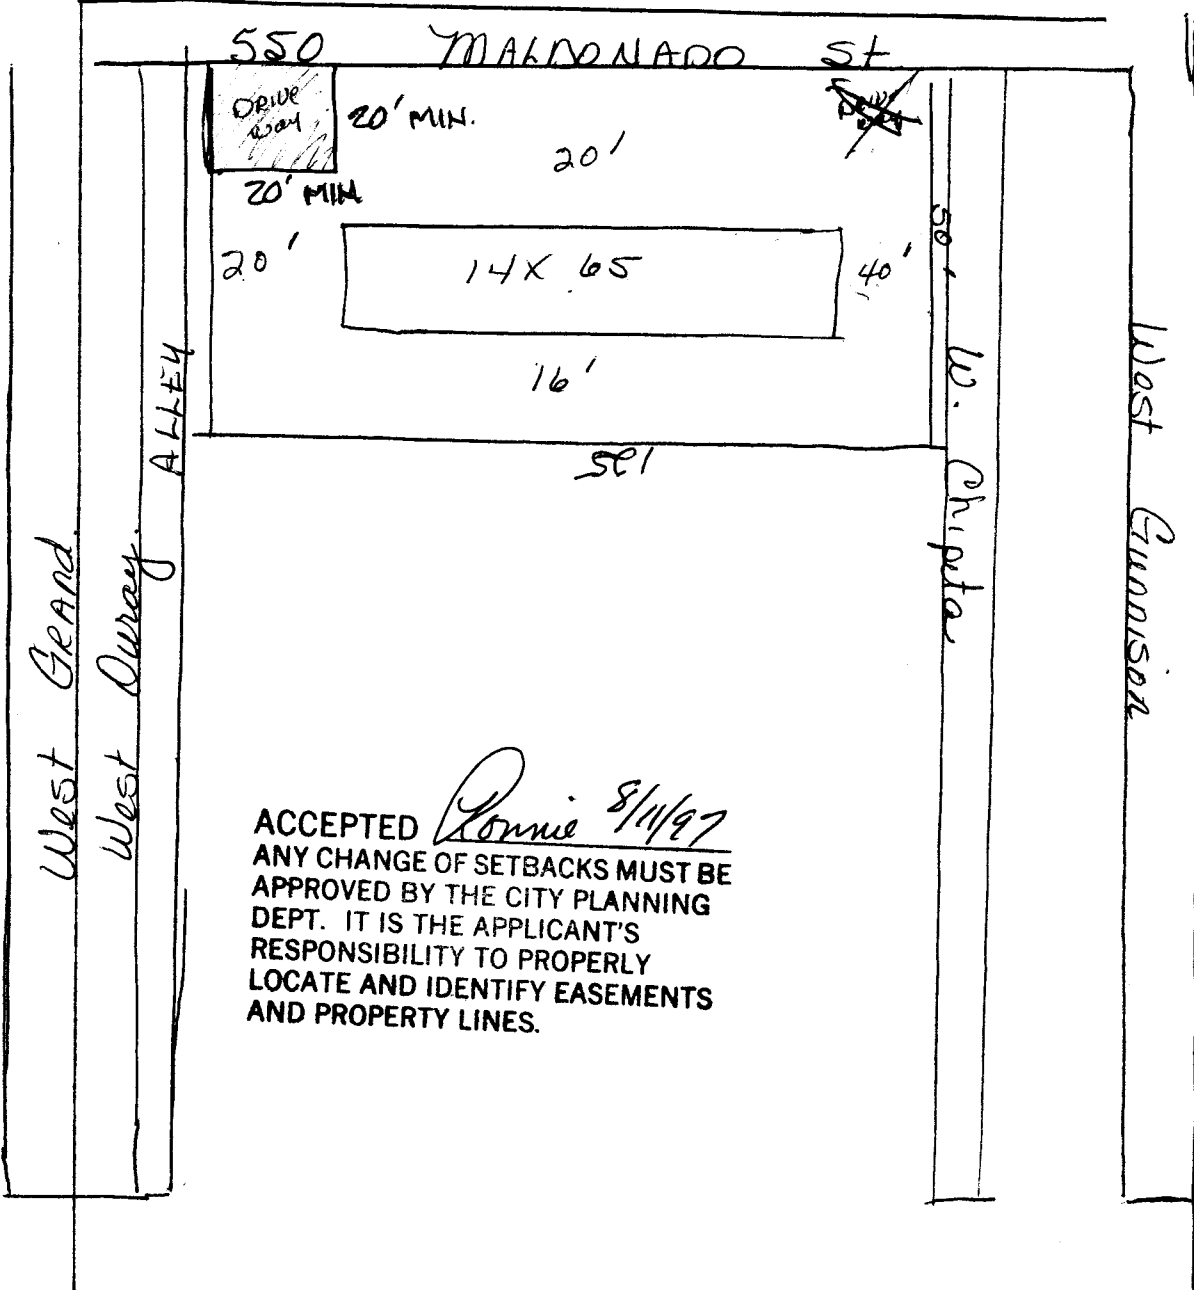 550 MALDONADO St
DRIVE
WAY
20' MIN.
20' MIN
20'
20'
14 X 65
40'
50'
16'
125
ALLEY
West GRAND
West Ouray.
W. Chipeta
West Gunnison
ACCEPTED Ronnie 8/11/97
ANY CHANGE OF SETBACKS MUST BE
APPROVED BY THE CITY PLANNING
DEPT. IT IS THE APPLICANT'S
RESPONSIBILITY TO PROPERLY
LOCATE AND IDENTIFY EASEMENTS
AND PROPERTY LINES.